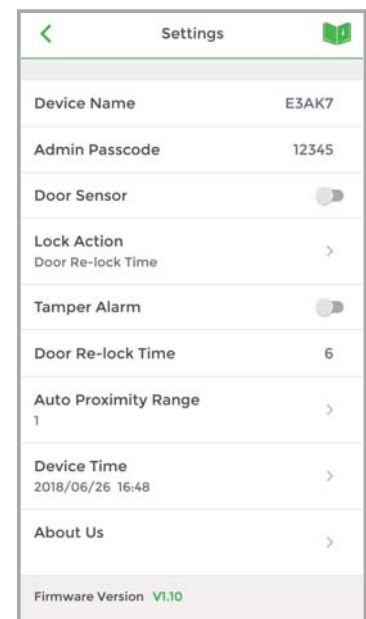 Settings
Device Name E3AK7
Admin Passcode 12345
Door Sensor
Lock Action
Door Re-lock Time
Tamper Alarm
Door Re-lock Time 6
Auto Proximity Range
1
Device Time
2018/06/26 16:48
About Us
Firmware Version V1.10